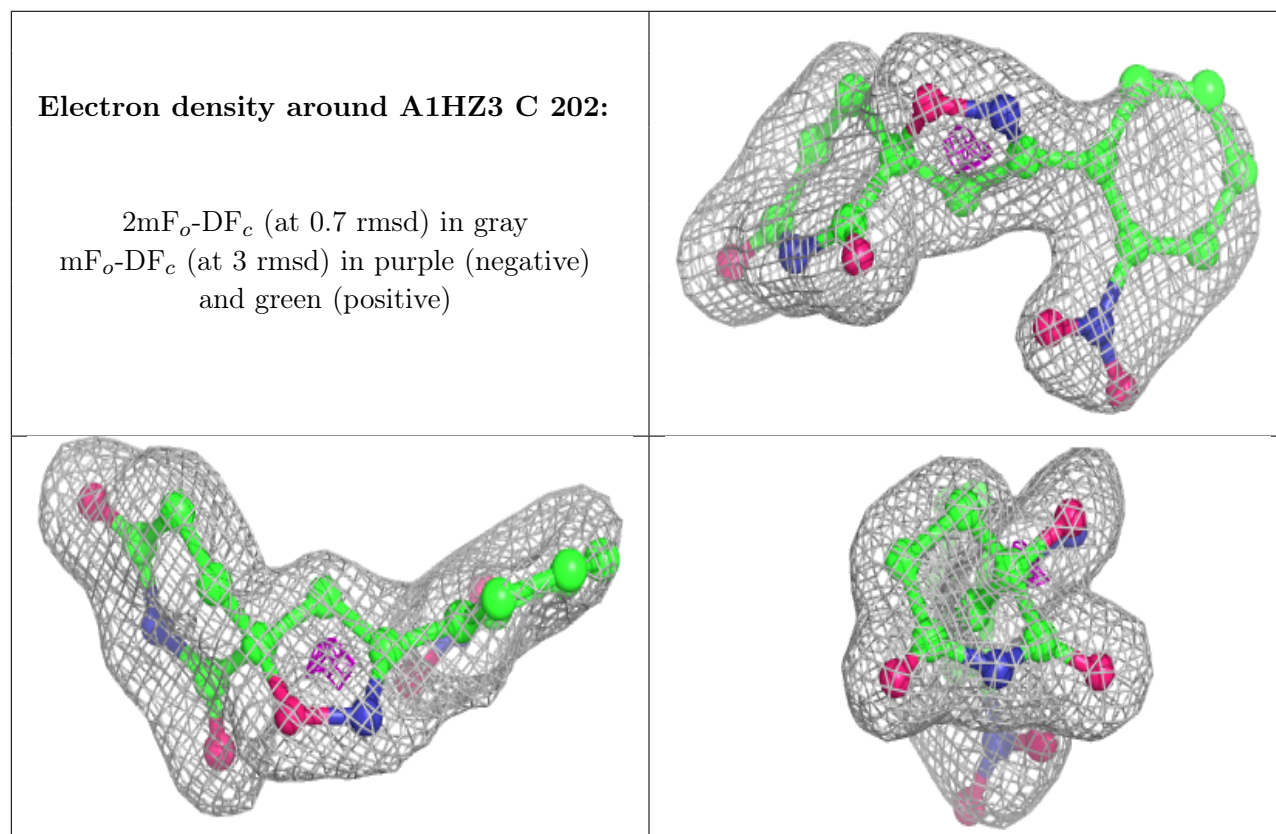 Electron density around A1HZ3 C 202:
2mFo-DFc (at 0.7 rmsd) in gray
mFo-DFc (at 3 rmsd) in purple (negative)
and green (positive)